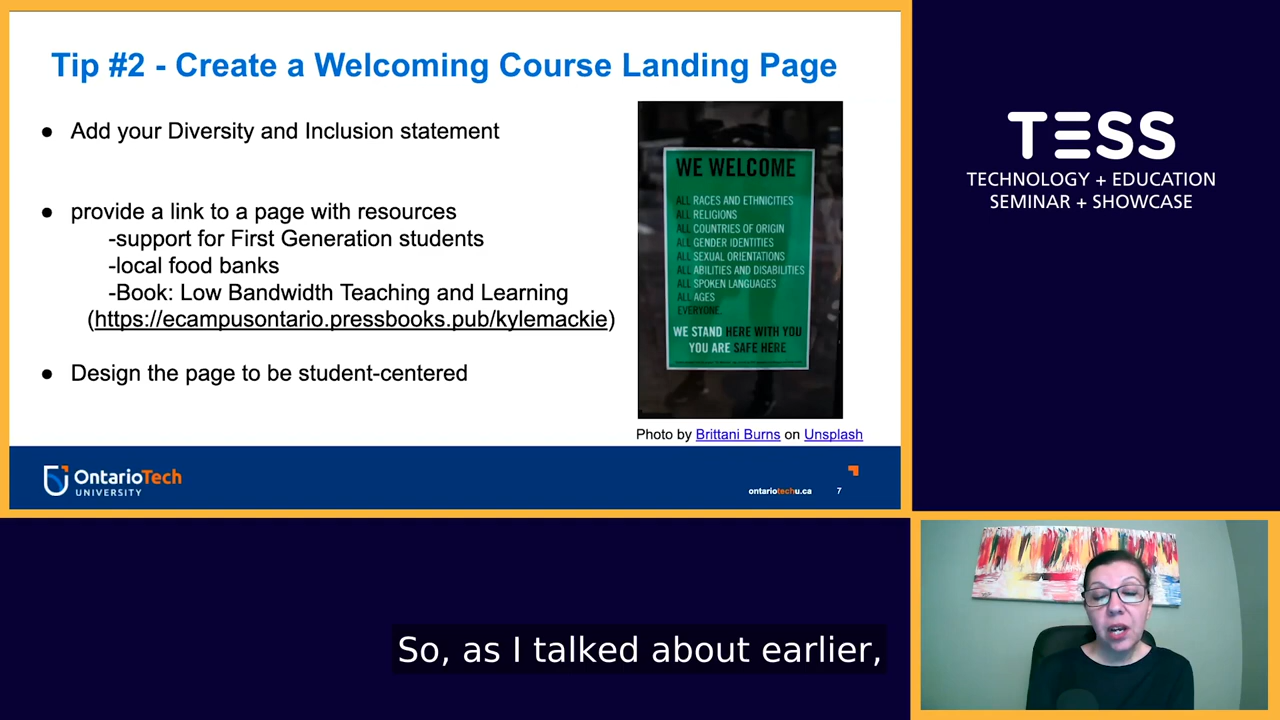 Tip #2 - Create a Welcoming Course Landing Page
● Add your Diversity and Inclusion statement
● provide a link to a page with resources
-support for First Generation students
-local food banks
-Book: Low Bandwidth Teaching and Learning
(https://ecampusontario.pressbooks.pub/kylemackie)
● Design the page to be student-centered
WE WELCOME
ALL RACES AND ETHNICITIES
ALL RELIGIONS
ALL COUNTRIES OF ORIGIN
ALL GENDER IDENTITIES
ALL SEXUAL ORIENTATIONS
ALL ABILITIES AND DISABILITIES
ALL SPOKEN LANGUAGES
ALL AGES
EVERYONE.
WE STAND HERE WITH YOU
YOU ARE SAFE HERE
Photo by Brittani Burns on Unsplash
OntarioTech
UNIVERSITY
ontariotechu.ca
7
TESS
TECHNOLOGY + EDUCATION
SEMINAR + SHOWCASE
So, as I talked about earlier,